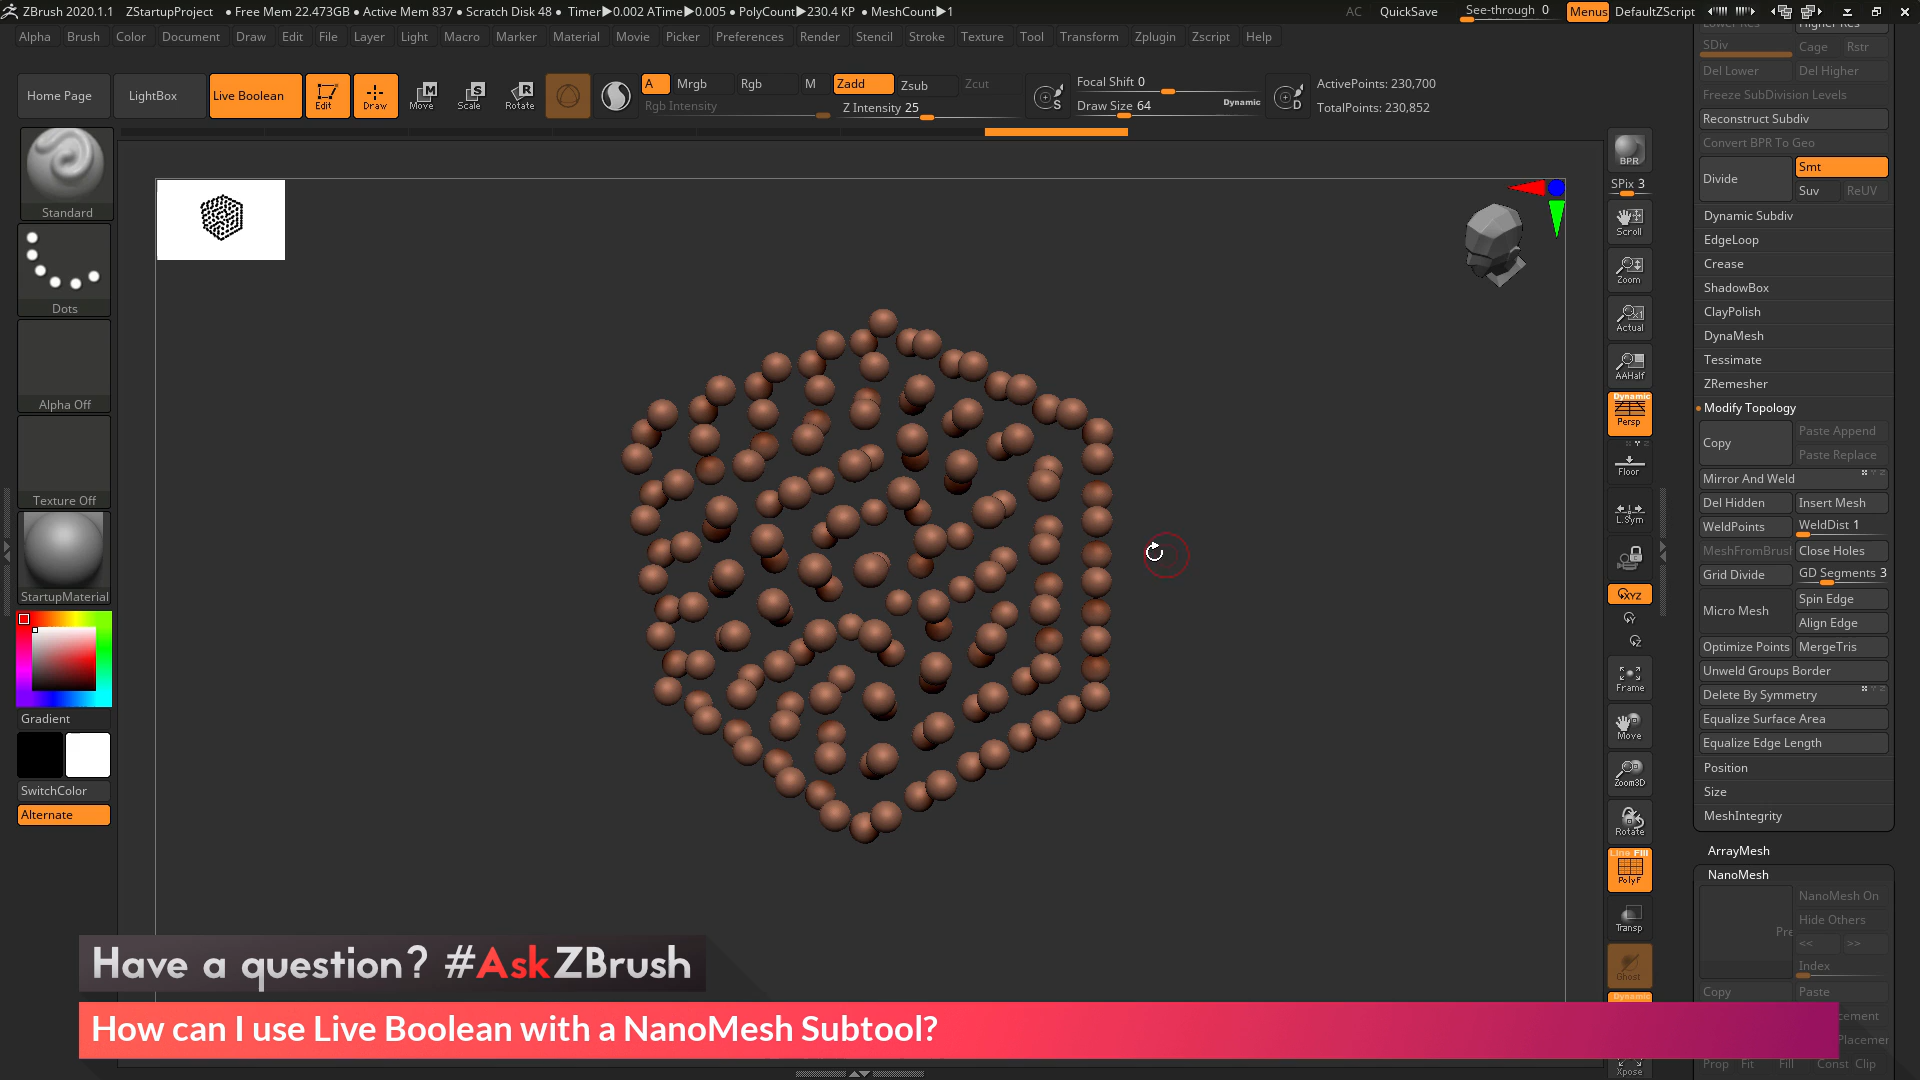 ZBrush 2020.1.1 ZStartupProject • Free Mem 22.473GB • Active Mem 837 • Scratch Disk 48 • Timer▶0.002 ATime▶0.005 • PolyCount▶230.4 KP • MeshCount▶1 AC QuickSave See-through 0 Menus DefaultZScript
Alpha Brush Color Document Draw Edit File Layer Light Macro Marker Material Movie Picker Preferences Render Stencil Stroke Texture Tool Transform Zplugin Zscript Help
Home Page LightBox Live Boolean Edit Draw Move Scale Rotate
A Mrgb Rgb M Zadd Zsub Zcut
Rgb Intensity Z Intensity 25
S Focal Shift 0
Draw Size 64 Dynamic
D ActivePoints: 230,700
TotalPoints: 230,852
Standard
Dots
Alpha Off
Texture Off
StartupMaterial
Gradient
SwitchColor
Alternate
BPR
SPix 3
Scroll
Zoom
Actual
AAHalf
Dynamic
Persp
Floor
L.Sym
XYZ
Y
Z
Frame
Move
Zoom3D
Rotate
Line Fill
PolyF
Transp
Ghost
Dynamic
Xpose
SDiv Cage Rstr
Del Lower Del Higher
Freeze SubDivision Levels
Reconstruct Subdiv
Convert BPR To Geo
Divide Smt
Suv ReUV
Dynamic Subdiv
EdgeLoop
Crease
ShadowBox
ClayPolish
DynaMesh
Tessimate
ZRemesher
Modify Topology
Copy Paste Append
Paste Replace
Mirror And Weld
Del Hidden Insert Mesh
WeldPoints WeldDist 1
MeshFromBrus Close Holes
Grid Divide GD Segments 3
Micro Mesh Spin Edge
Align Edge
Optimize Points MergeTris
Unweld Groups Border
Delete By Symmetry
Equalize Surface Area
Equalize Edge Length
Position
Size
MeshIntegrity
ArrayMesh
NanoMesh
NanoMesh On
Hide Others
Pre << >>
Index
Copy Paste
cement
Placemen
Prop Fit Fill Const Clip
Have a question? #AskZBrush
How can I use Live Boolean with a NanoMesh Subtool?